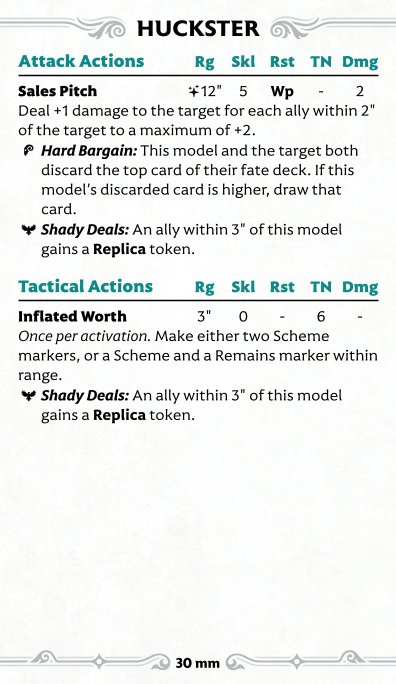 HUCKSTER
Attack Actions Rg Skl Rst TN Dmg
Sales Pitch 12" 5 Wp - 2
Deal +1 damage to the target for each ally within 2"
of the target to a maximum of +2.
Hard Bargain: This model and the target both
discard the top card of their fate deck. If this
model's discarded card is higher, draw that
card.
Shady Deals: An ally within 3" of this model
gains a Replica token.
Tactical Actions Rg Skl Rst TN Dmg
Inflated Worth 3" 0 - 6 -
Once per activation. Make either two Scheme
markers, or a Scheme and a Remains marker within
range.
Shady Deals: An ally within 3" of this model
gains a Replica token.
30 mm